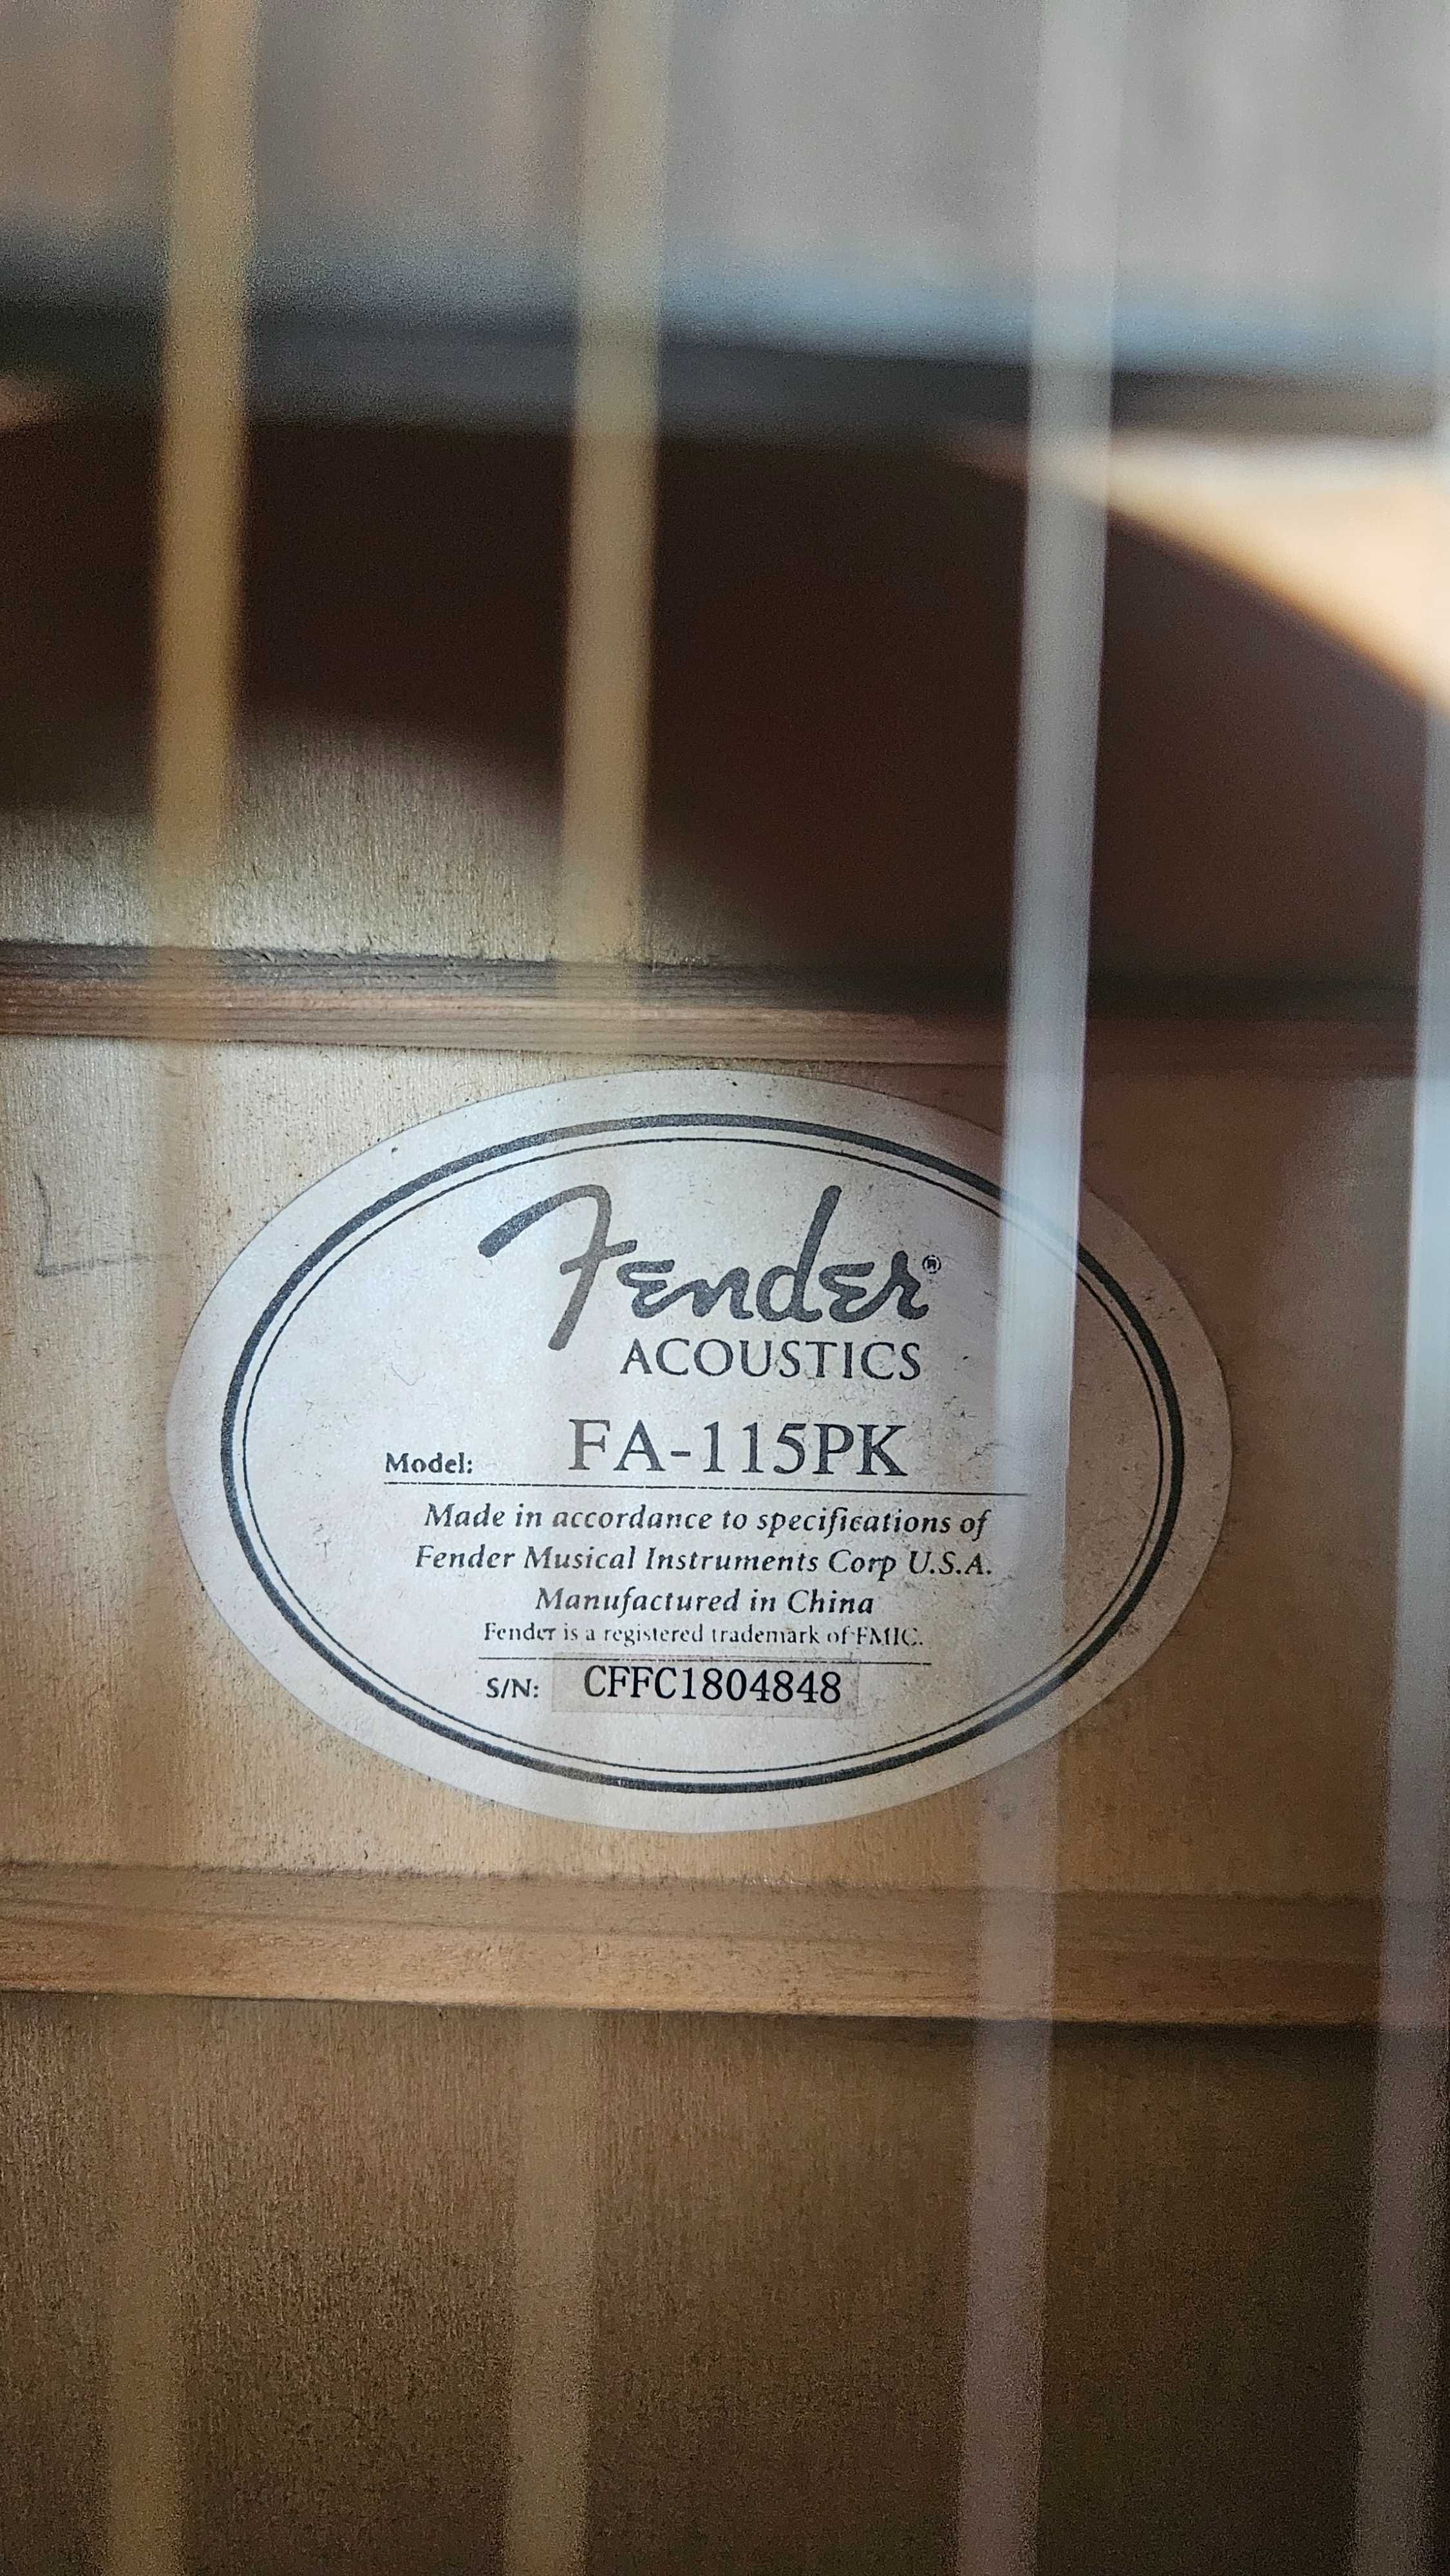 Fender®
ACOUSTICS
Model: FA-115PK
Made in accordance to specifications of
Fender Musical Instruments Corp U.S.A.
Manufactured in China
Fender is a registered trademark of FMIC.
S/N: CFFC1804848